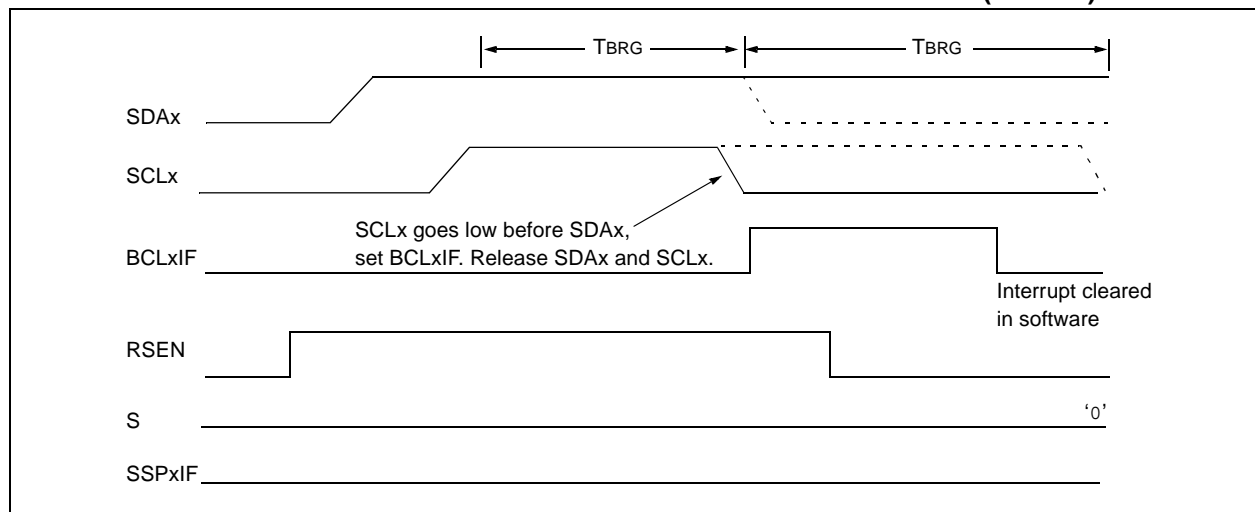 TBRG TBRG
SDAx
SCLx
SCLx goes low before SDAx,
set BCLxIF. Release SDAx and SCLx.
BCLxIF
Interrupt cleared
in software
RSEN
S
‘0’
SSPxIF